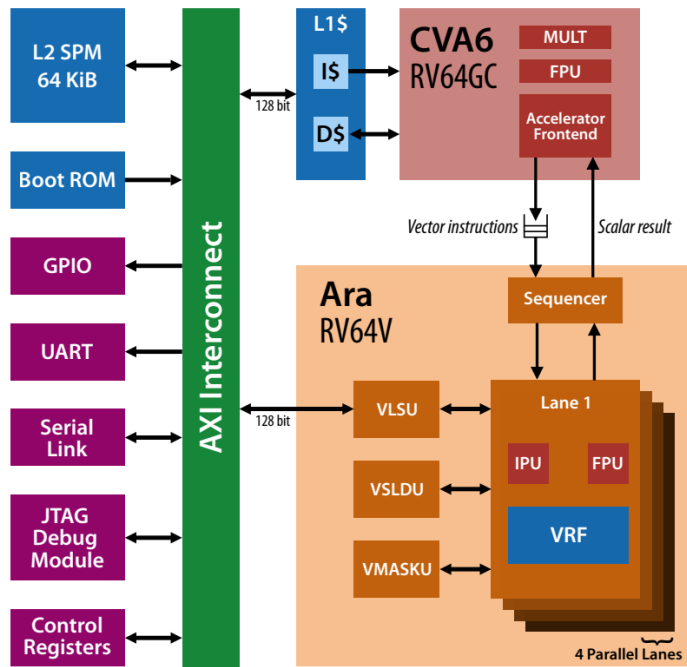 L2 SPM
64 KiB
Boot ROM
GPIO
UART
Serial
Link
JTAG
Debug
Module
Control
Registers
AXI Interconnect
128 bit
128 bit
L1$
I$
D$
CVA6
RV64GC
MULT
FPU
Accelerator
Frontend
Vector instructions
Scalar result
Ara
RV64V
Sequencer
VLSU
VSLDU
VMASKU
Lane 1
IPU
FPU
VRF
4 Parallel Lanes